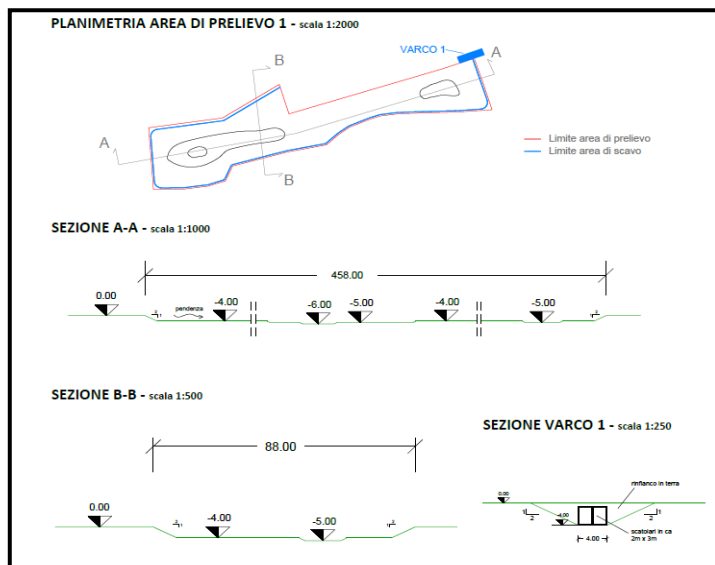 PLANIMETRIA AREA DI PRELIEVO 1 - scala 1:2000
B
VARCO 1
A
Limite area di prelievo
Limite area di scavo
A
B
SEZIONE A-A - scala 1:1000
458.00
0.00
pendenza
-4.00
-6.00
-5.00
-4.00
-5.00
SEZIONE B-B - scala 1:500
88.00
0.00
-4.00
-5.00
SEZIONE VARCO 1 - scala 1:250
rinfianco in terra
0.00
1
2
-4.00
2
1
4.00
scatolari in ca
2m x 3m